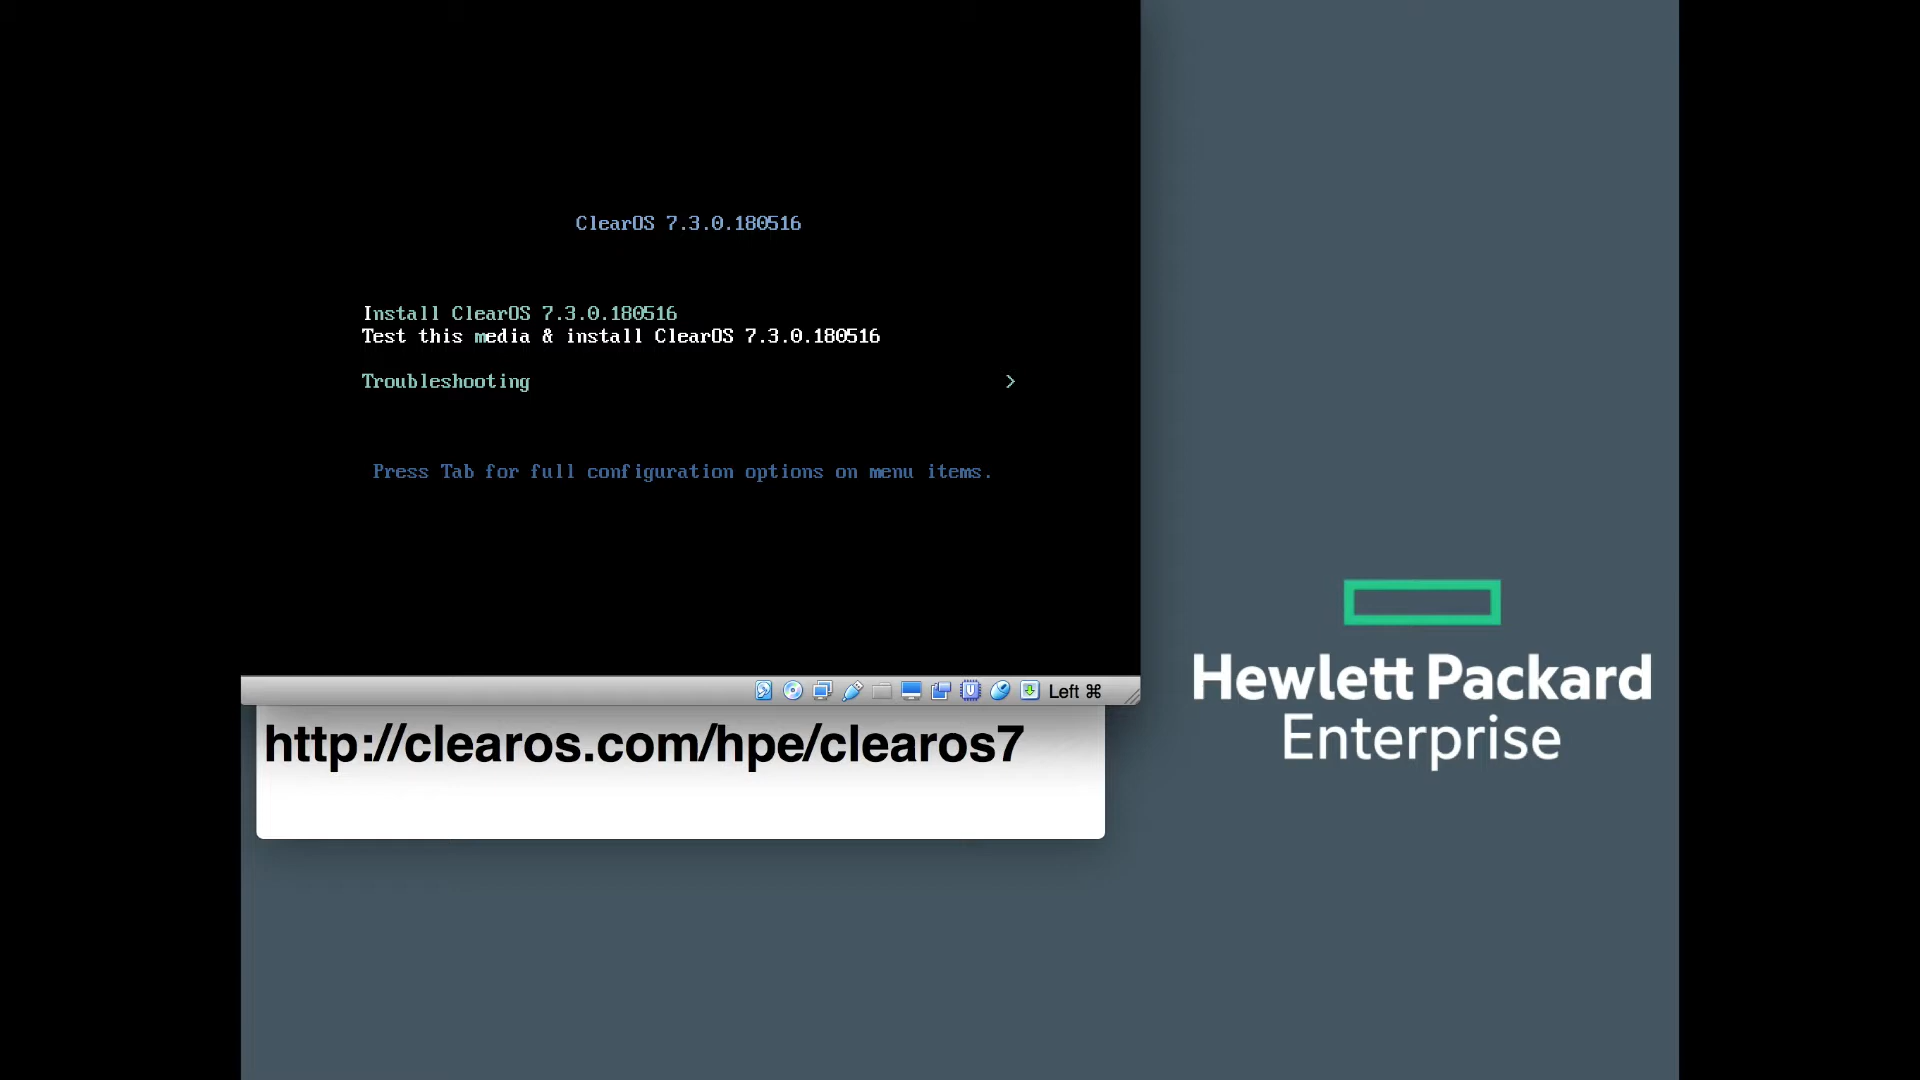 ClearOS 7.3.0.180516
Install ClearOS 7.3.0.180516
Test this media & install ClearOS 7.3.0.180516
Troubleshooting >
Press Tab for full configuration options on menu items.
Left ⌘
http://clearos.com/hpe/clearos7
Hewlett Packard
Enterprise